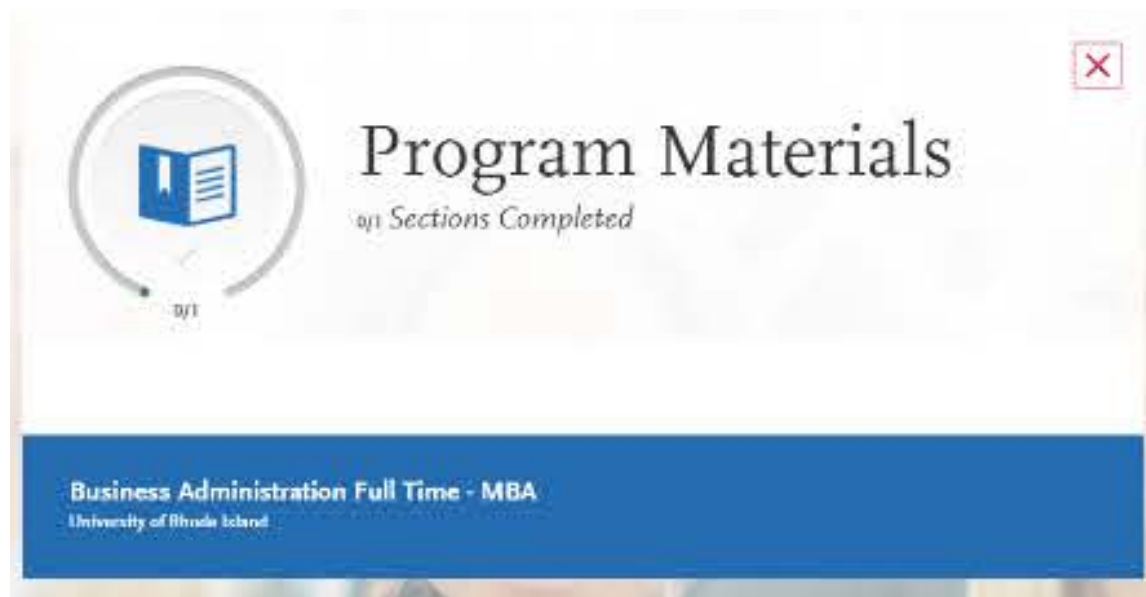 Program Materials
0/1 Sections Completed
0/1
Business Administration Full Time - MBA
University of Rhode Island